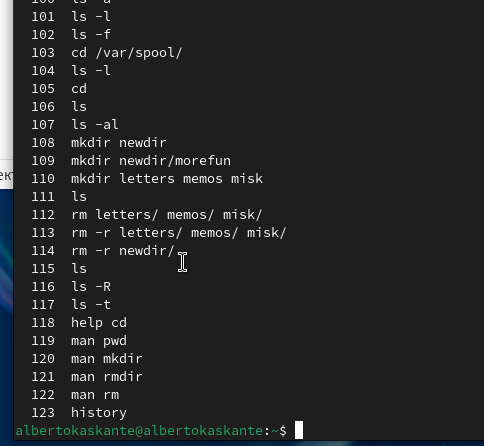 101 ls -l
102 ls -f
103 cd /var/spool/
104 ls -l
105 cd
106 ls
107 ls -al
108 mkdir newdir
109 mkdir newdir/morefun
110 mkdir letters memos misk
111 ls
112 rm letters/ memos/ misk/
113 rm -r letters/ memos/ misk/
114 rm -r newdir/
115 ls
116 ls -R
117 ls -t
118 help cd
119 man pwd
120 man mkdir
121 man rmdir
122 man rm
123 history
albertokaskante@albertokaskante:~$